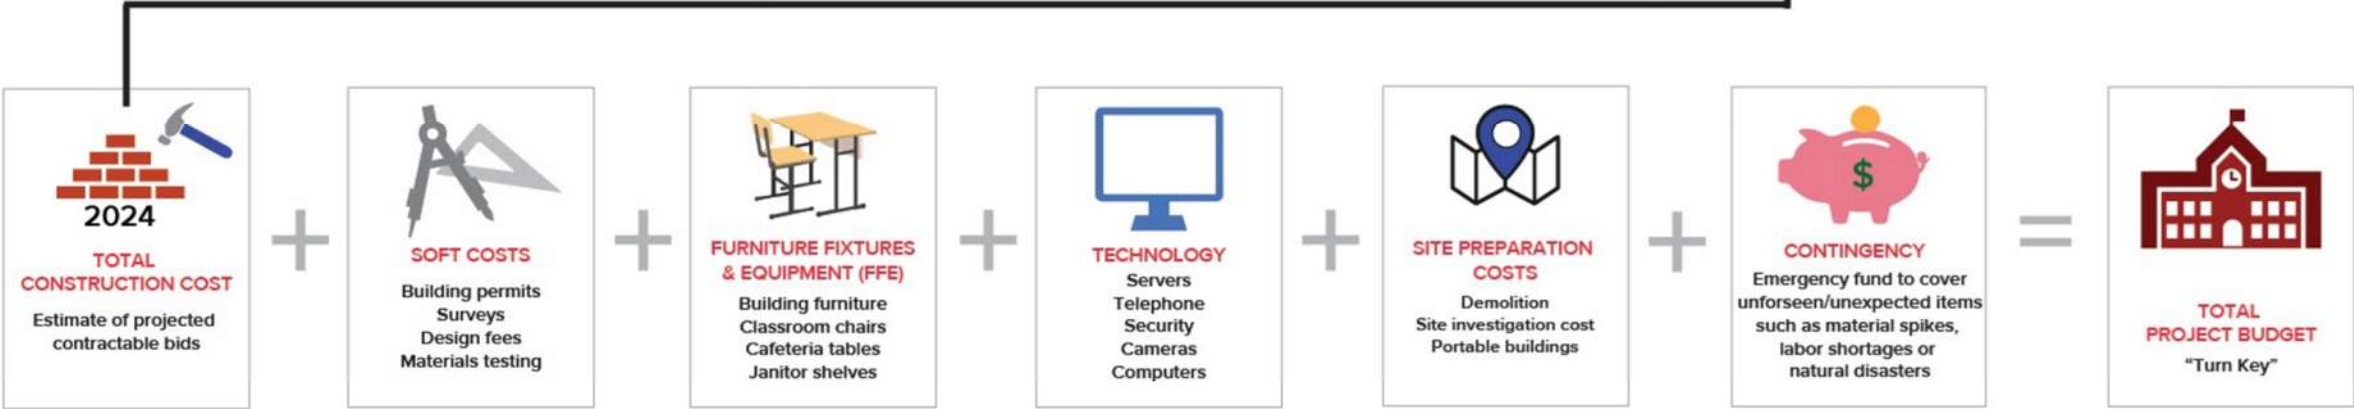 2024
TOTAL
CONSTRUCTION COST
Estimate of projected
contractable bids
SOFT COSTS
Building permits
Surveys
Design fees
Materials testing
FURNITURE FIXTURES
& EQUIPMENT (FFE)
Building furniture
Classroom chairs
Cafeteria tables
Janitor shelves
TECHNOLOGY
Servers
Telephone
Security
Cameras
Computers
SITE PREPARATION
COSTS
Demolition
Site investigation cost
Portable buildings
$
CONTINGENCY
Emergency fund to cover
unforseen/unexpected items
such as material spikes,
labor shortages or
natural disasters
TOTAL
PROJECT BUDGET
“Turn Key”